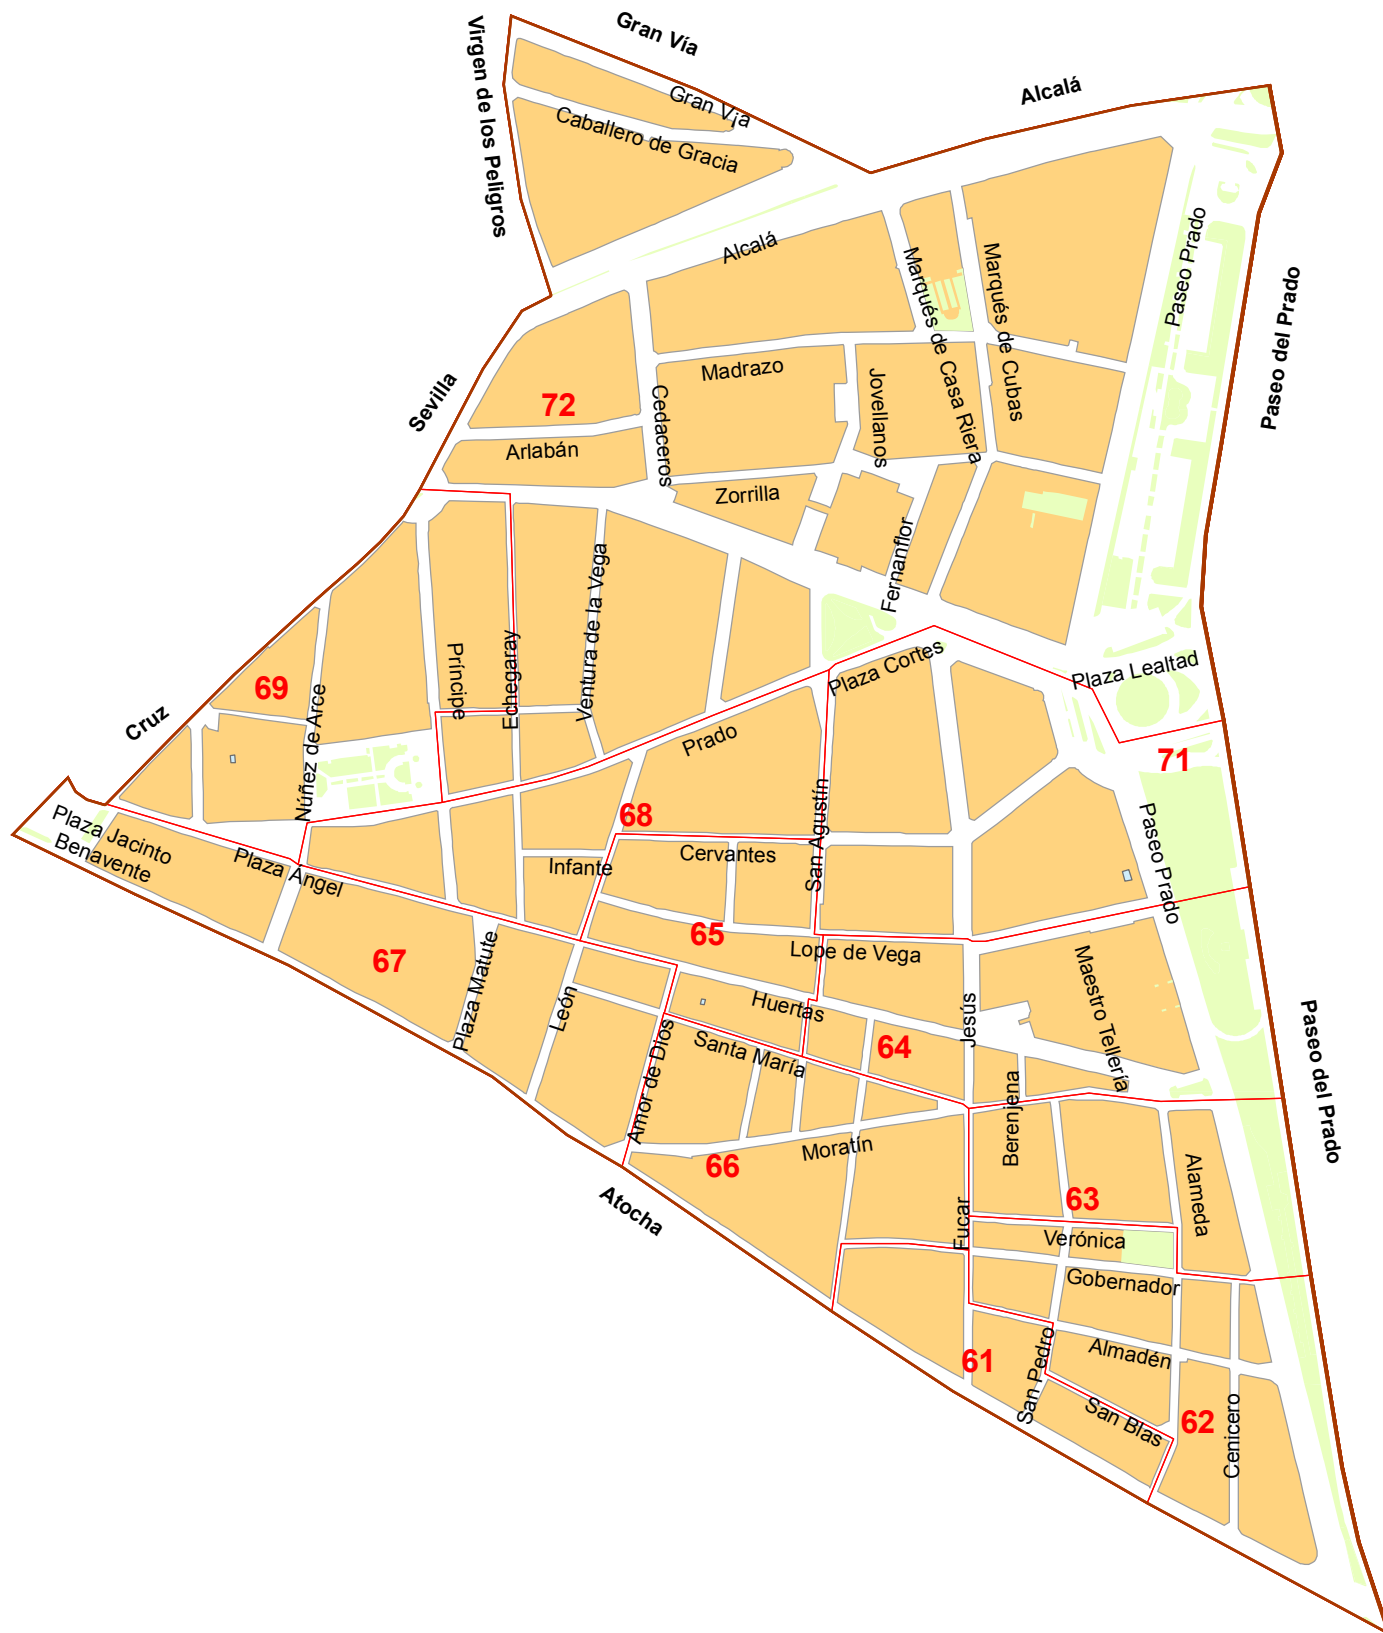 Gran Vía
Virgen de los Peligros
Alcalá
Gran V¡a
Caballero de Gracia
Alcalá
Paseo Prado
Paseo del Prado
Marqués de Casa Riera
Marqués de Cubas
Madrazo
Jovellanos
Sevilla
72
Cedaceros
Arlabán
Zorrilla
Fernanflor
Ventura de la Vega
Echegaray
Príncipe
69
Núñez de Arce
Cruz
Plaza Cortes
Plaza Lealtad
Prado
71
San Agustín
Paseo Prado
68
Plaza Jacinto
Benavente
Plaza Angel
Infante
Cervantes
65
67
Plaza Matute
Lope de Vega
León
Huertas
Jesús
Maestro Tellería
Santa María
64
Amor de Dios
Berenjena
Paseo del Prado
Moratín
66
Alameda
63
Atocha
Fucar
Verónica
Gobernador
61
San Pedro
Almadén
San Blas
62
Cenicero